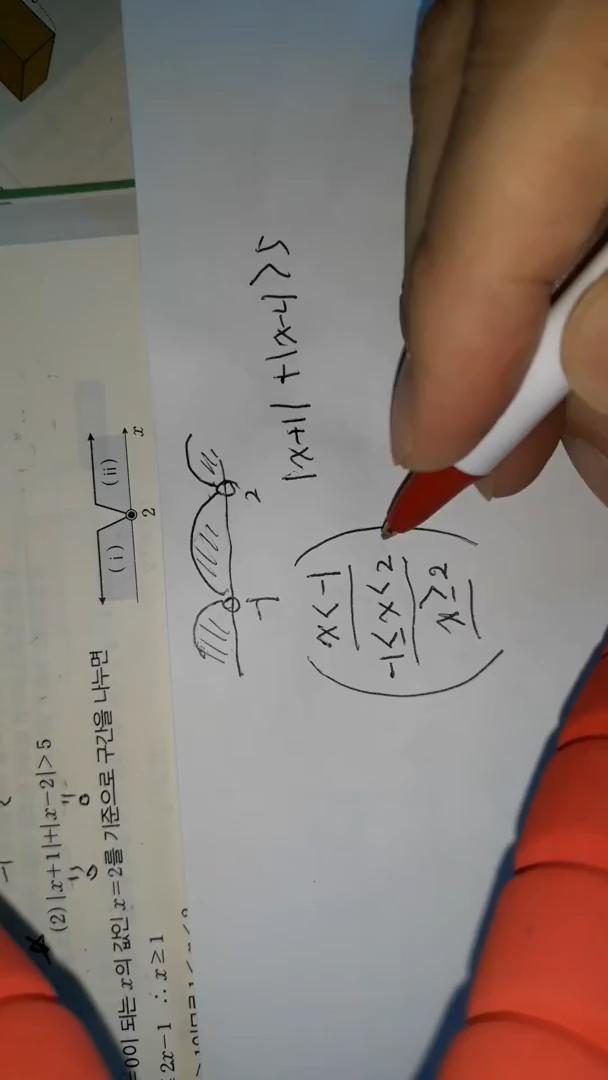 (2) |x+1|+|x-2|>5
=0이 되는 x의 값인 x=2를 기준으로 구간을 나누면
2x-1 ∴ x≥1
(i) (ii)
2 x
-1 2
|x+1| + |x-4| > 5
x < -1
-1 ≤ x < 2
x ≥ 2